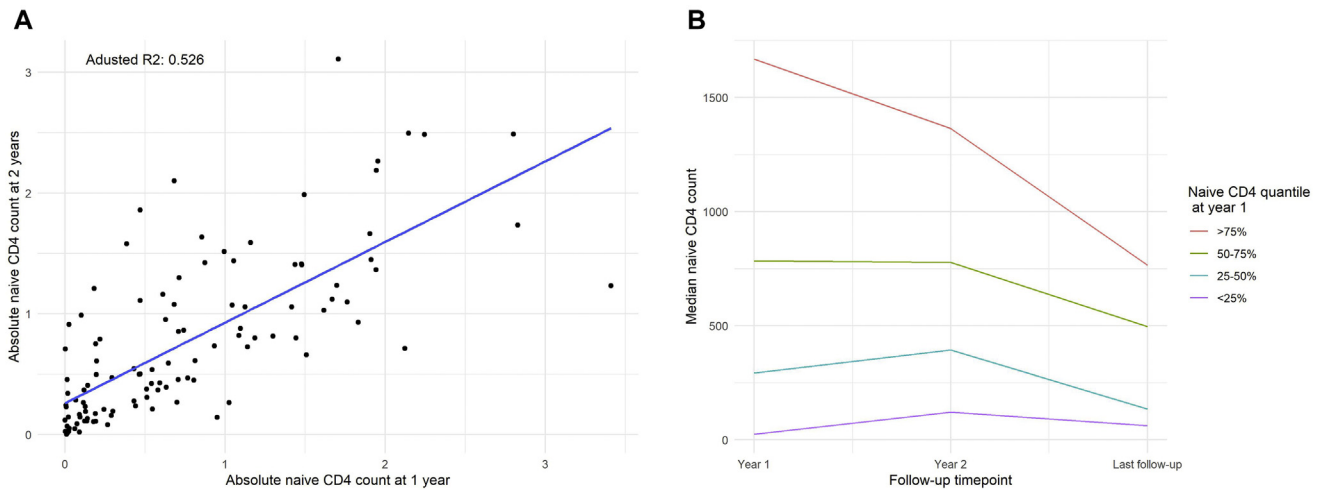 A
Adusted R2: 0.526
Absolute naive CD4 count at 2 years
3
2
1
0
0
1
2
3
Absolute naive CD4 count at 1 year
B
Median naive CD4 count
1500
1000
500
0
Year 1
Year 2
Last follow-up
Follow-up timepoint
Naive CD4 quantile
at year 1
>75%
50-75%
25-50%
<25%